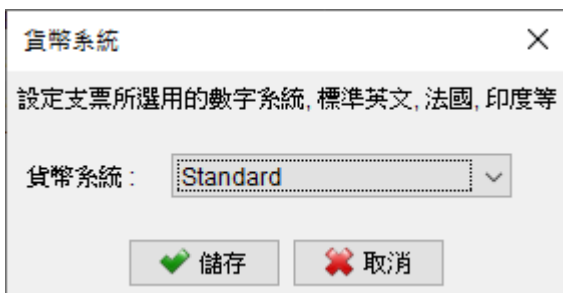 貨幣系統
設定支票所選用的數字系統, 標準英文, 法國, 印度等
貨幣系統 : Standard
儲存 取消